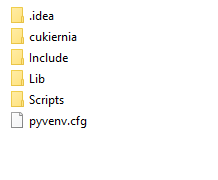 .idea
cukiernia
Include
Lib
Scripts
pyvenv.cfg